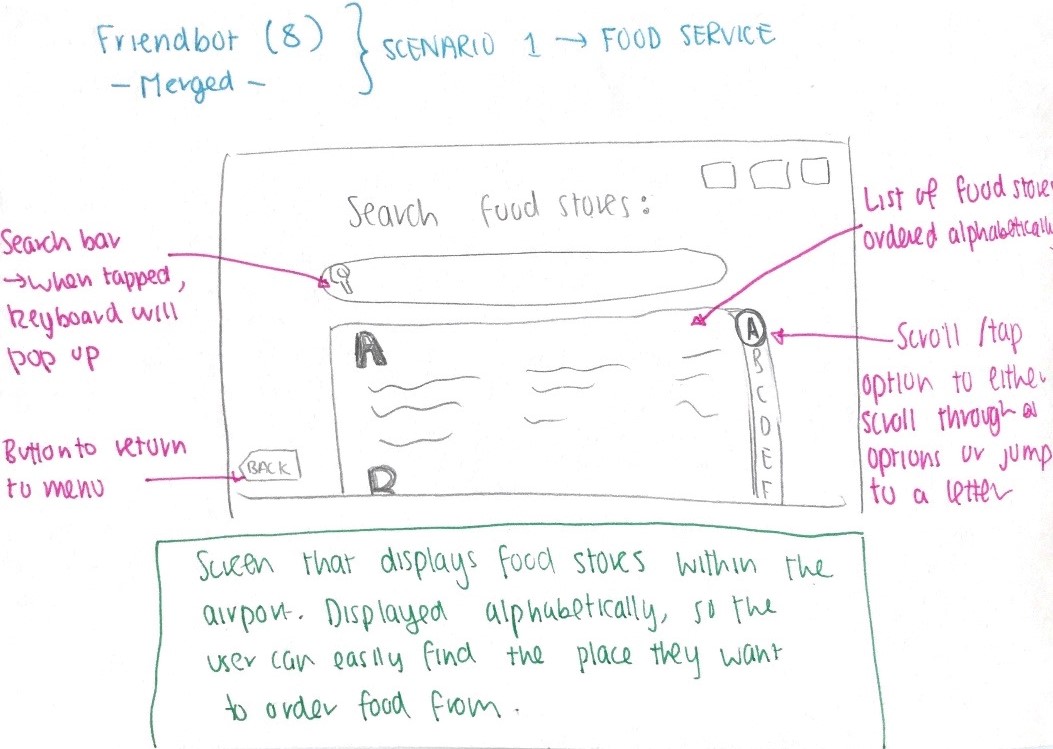 Friendbot (8)
- Merged -
SCENARIO 1 → FOOD SERVICE
Search food stores:
Search bar
→ when tapped,
keyboard will
pop up
List of food stores
ordered alphabetically
A
A
B
C
D
E
F
Scroll / tap
option to either
scroll through a
options or jump
to a letter
Button to return
to menu
BACK
B
Screen that displays food stores within the
airport. Displayed alphabetically, so the
user can easily find the place they want
to order food from.